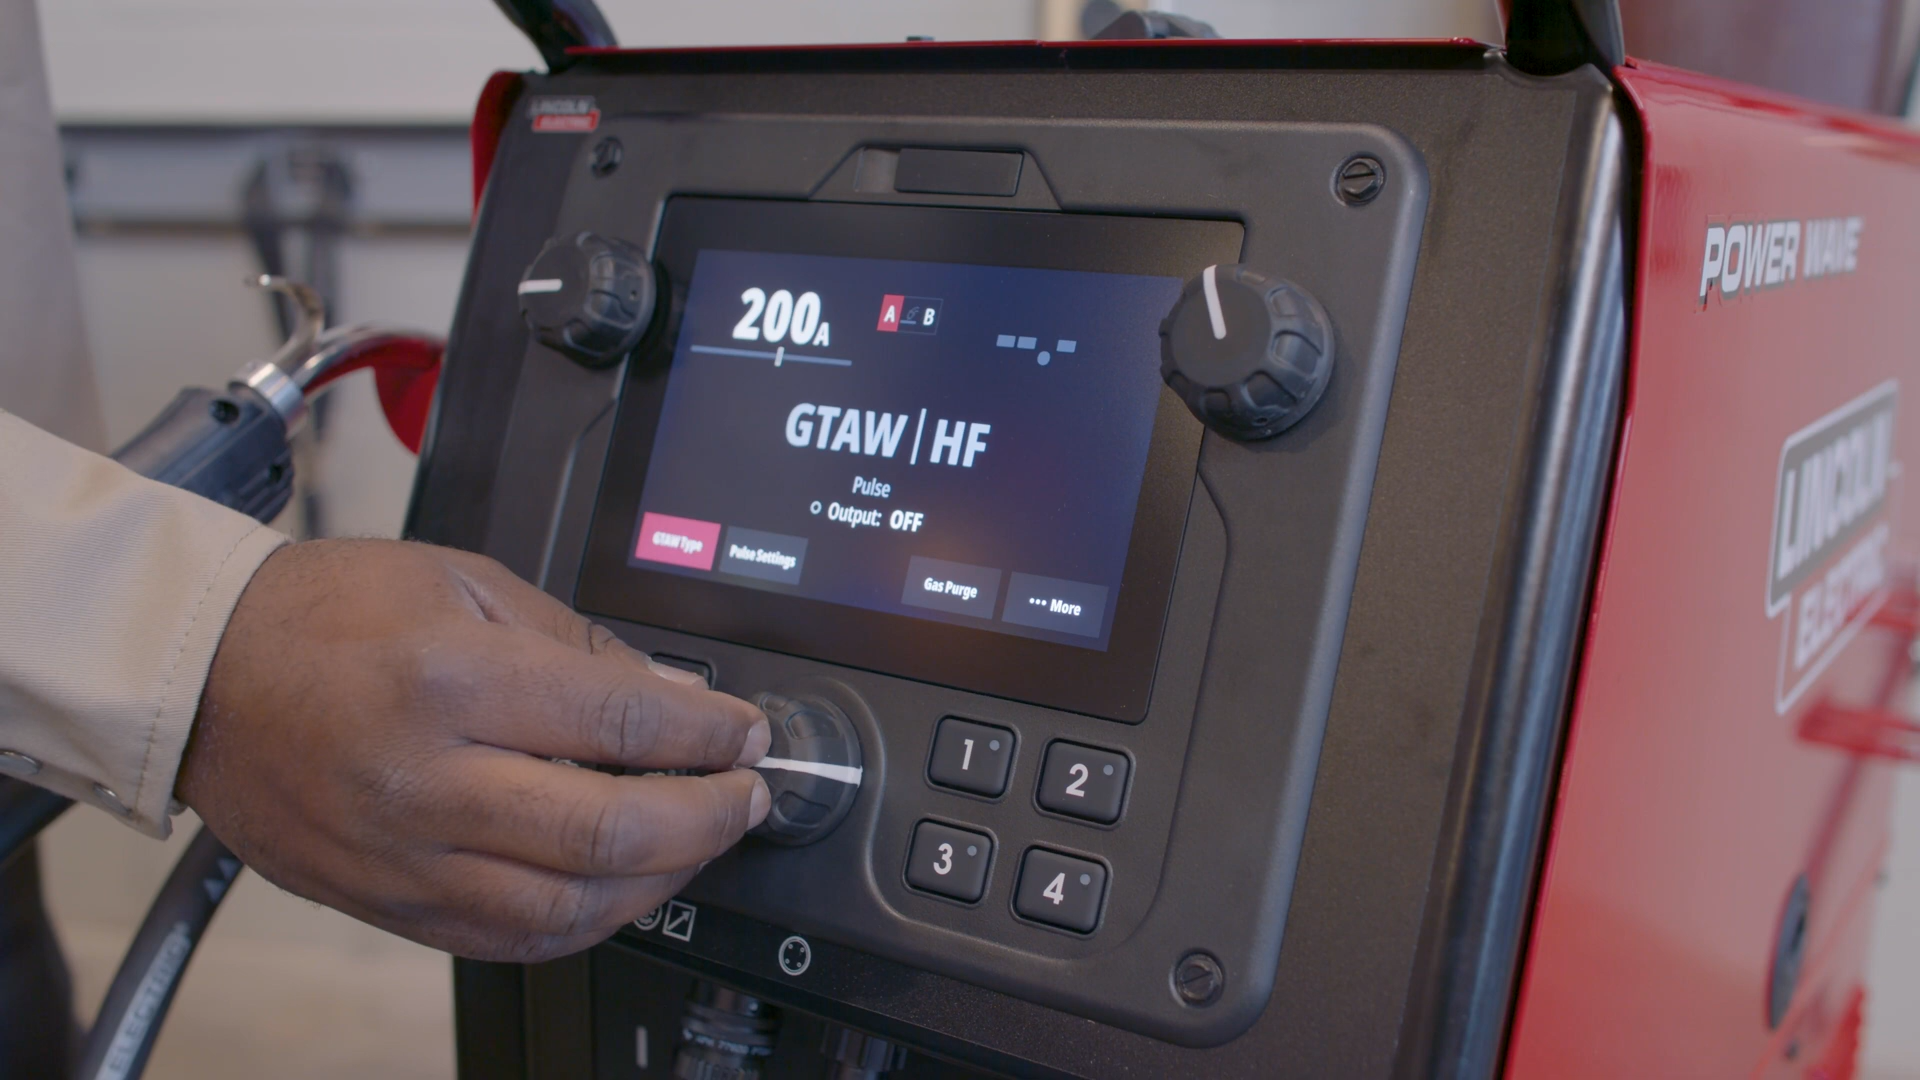 LINCOLN
ELECTRIC
200A
A B
GTAW|HF
Pulse
Output: OFF
GTAW Type
Pulse Settings
Gas Purge
••• More
1
2
3
4
POWER WAVE
LINCOLN
ELECTRIC
ELECTRIC